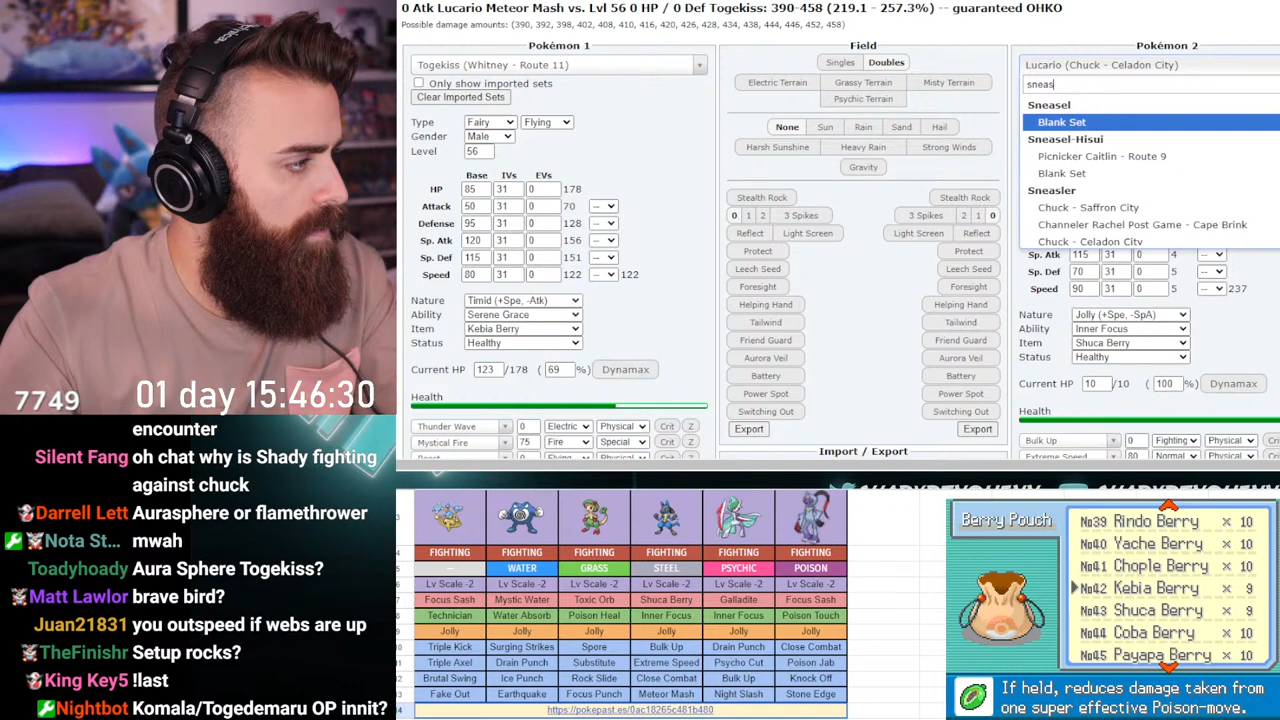 0 Atk Lucario Meteor Mash vs. Lvl 56 0 HP / 0 Def Togekiss: 390-458 (219.1 - 257.3%) -- guaranteed OHKO
Possible damage amounts: (390, 392, 398, 402, 408, 410, 416, 420, 426, 428, 434, 438, 444, 446, 452, 458)
Pokémon 1
Togekiss (Whitney - Route 11)
Only show imported sets
Clear Imported Sets
Type Fairy Flying
Gender Male
Level 56
Base IVs EVs
HP 85 31 0 178
Attack 50 31 0 70 --
Defense 95 31 0 128 --
Sp. Atk 120 31 0 156 --
Sp. Def 115 31 0 151 --
Speed 80 31 0 122 -- 122
Nature Timid (+Spe, -Atk)
Ability Serene Grace
Item Kebia Berry
Status Healthy
Current HP 123 /178 ( 69 %) Dynamax
Health
Thunder Wave 0 Electric Physical Crit Z
Mystical Fire 75 Fire Special Crit Z
Field
Singles Doubles
Electric Terrain Grassy Terrain Misty Terrain
Psychic Terrain
None Sun Rain Sand Hail
Harsh Sunshine Heavy Rain Strong Winds
Gravity
Stealth Rock Stealth Rock
0 1 2 3 Spikes 3 Spikes 2 1 0
Reflect Light Screen Light Screen Reflect
Protect Protect
Leech Seed Leech Seed
Foresight Foresight
Helping Hand Helping Hand
Tailwind Tailwind
Friend Guard Friend Guard
Aurora Veil Aurora Veil
Battery Battery
Power Spot Power Spot
Switching Out Switching Out
Export Export
Import / Export
Pokémon 2
Lucario (Chuck - Celadon City)
sneas
Sneasel
Blank Set
Sneasel-Hisui
Picnicker Caitlin - Route 9
Blank Set
Sneasler
Chuck - Saffron City
Channeler Rachel Post Game - Cape Brink
Chuck - Celadon City
Sp. Atk 115 31 0 4 --
Sp. Def 70 31 0 5 --
Speed 90 31 0 5 -- 237
Nature Jolly (+Spe, -SpA)
Ability Inner Focus
Item Shuca Berry
Status Healthy
Current HP 10 /10 ( 100 %) Dynamax
Health
Bulk Up 0 Fighting Physical
Extreme Speed 80 Normal Physical
7749 01 day 15:46:30
encounter
Silent Fang oh chat why is Shady fighting
against chuck
Darrell Lett Aurasphere or flamethrower
Nota St... mwah
Toadyhoady Aura Sphere Togekiss?
Matt Lawlor brave bird?
Juan21831 you outspeed if webs are up
TheFinishr Setup rocks?
King Key5 !last
Nightbot Komala/Togedemaru OP innit?
FIGHTING FIGHTING FIGHTING FIGHTING FIGHTING FIGHTING
— WATER GRASS STEEL PSYCHIC POISON
Lv Scale -2 Lv Scale -2 Lv Scale -2 Lv Scale -2 Lv Scale -2 Lv Scale -2
Focus Sash Mystic Water Toxic Orb Shuca Berry Galladite Focus Sash
Technician Water Absorb Poison Heal Inner Focus Inner Focus Poison Touch
Jolly Jolly Jolly Jolly Jolly Jolly
Triple Kick Surging Strikes Spore Bulk Up Drain Punch Close Combat
Triple Axel Drain Punch Substitute Extreme Speed Psycho Cut Poison Jab
Brutal Swing Ice Punch Rock Slide Close Combat Bulk Up Knock Off
Fake Out Earthquake Focus Punch Meteor Mash Night Slash Stone Edge
https://pokepast.es/0ac18265c481b480
Berry Pouch
No39 Rindo Berry x 10
No40 Yache Berry x 10
No41 Chople Berry x 10
No42 Kebia Berry x 9
No43 Shuca Berry x 9
No44 Coba Berry x 10
No45 Payapa Berry x 10
If held, reduces damage taken from
one super effective Poison-move.